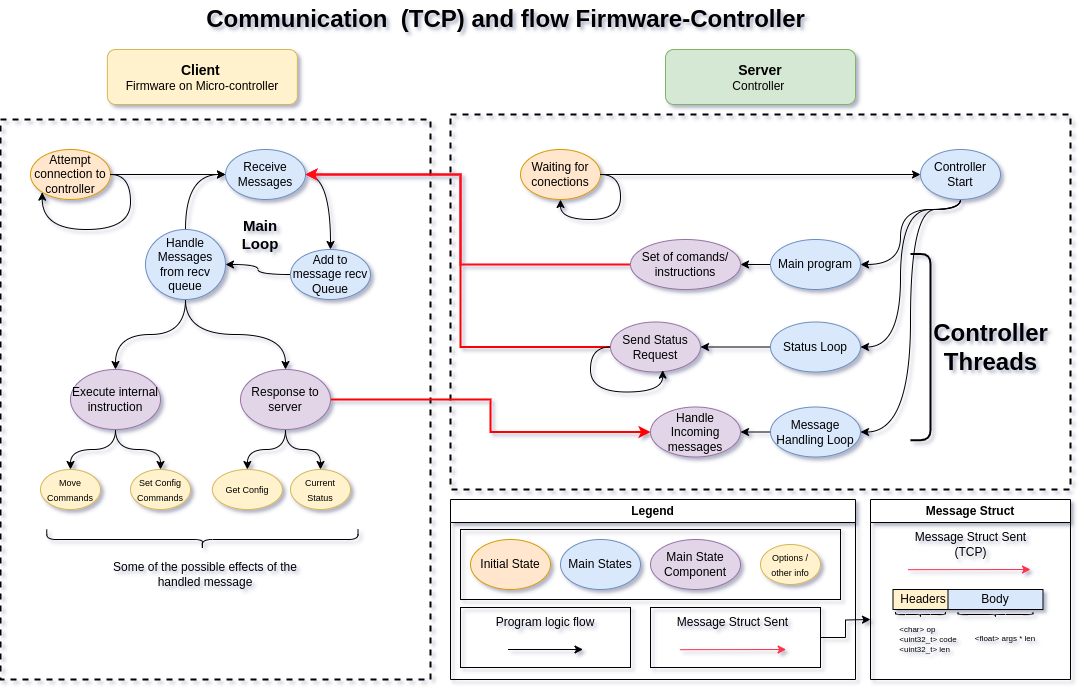 Communication (TCP) and flow Firmware-Controller
Client
Firmware on Micro-controller
Server
Controller
Attempt
connection to
controller
Receive
Messages
Main
Loop
Handle
Messages
from recv
queue
Add to
message recv
Queue
Execute internal
instruction
Response to
server
Move
Commands
Set Config
Commands
Get Config
Current
Status
Some of the possible effects of the
handled message
Waiting for
conections
Controller
Start
Set of comands/
instructions
Main program
Send Status
Request
Status Loop
Handle
Incoming
messages
Message
Handling Loop
Controller
Threads
Legend
Initial State
Main States
Main State
Component
Options /
other info
Program logic flow
Message Struct Sent
Message Struct
Message Struct Sent
(TCP)
Headers
Body
<char> op
<uint32_t> code
<uint32_t> len
<float> args * len